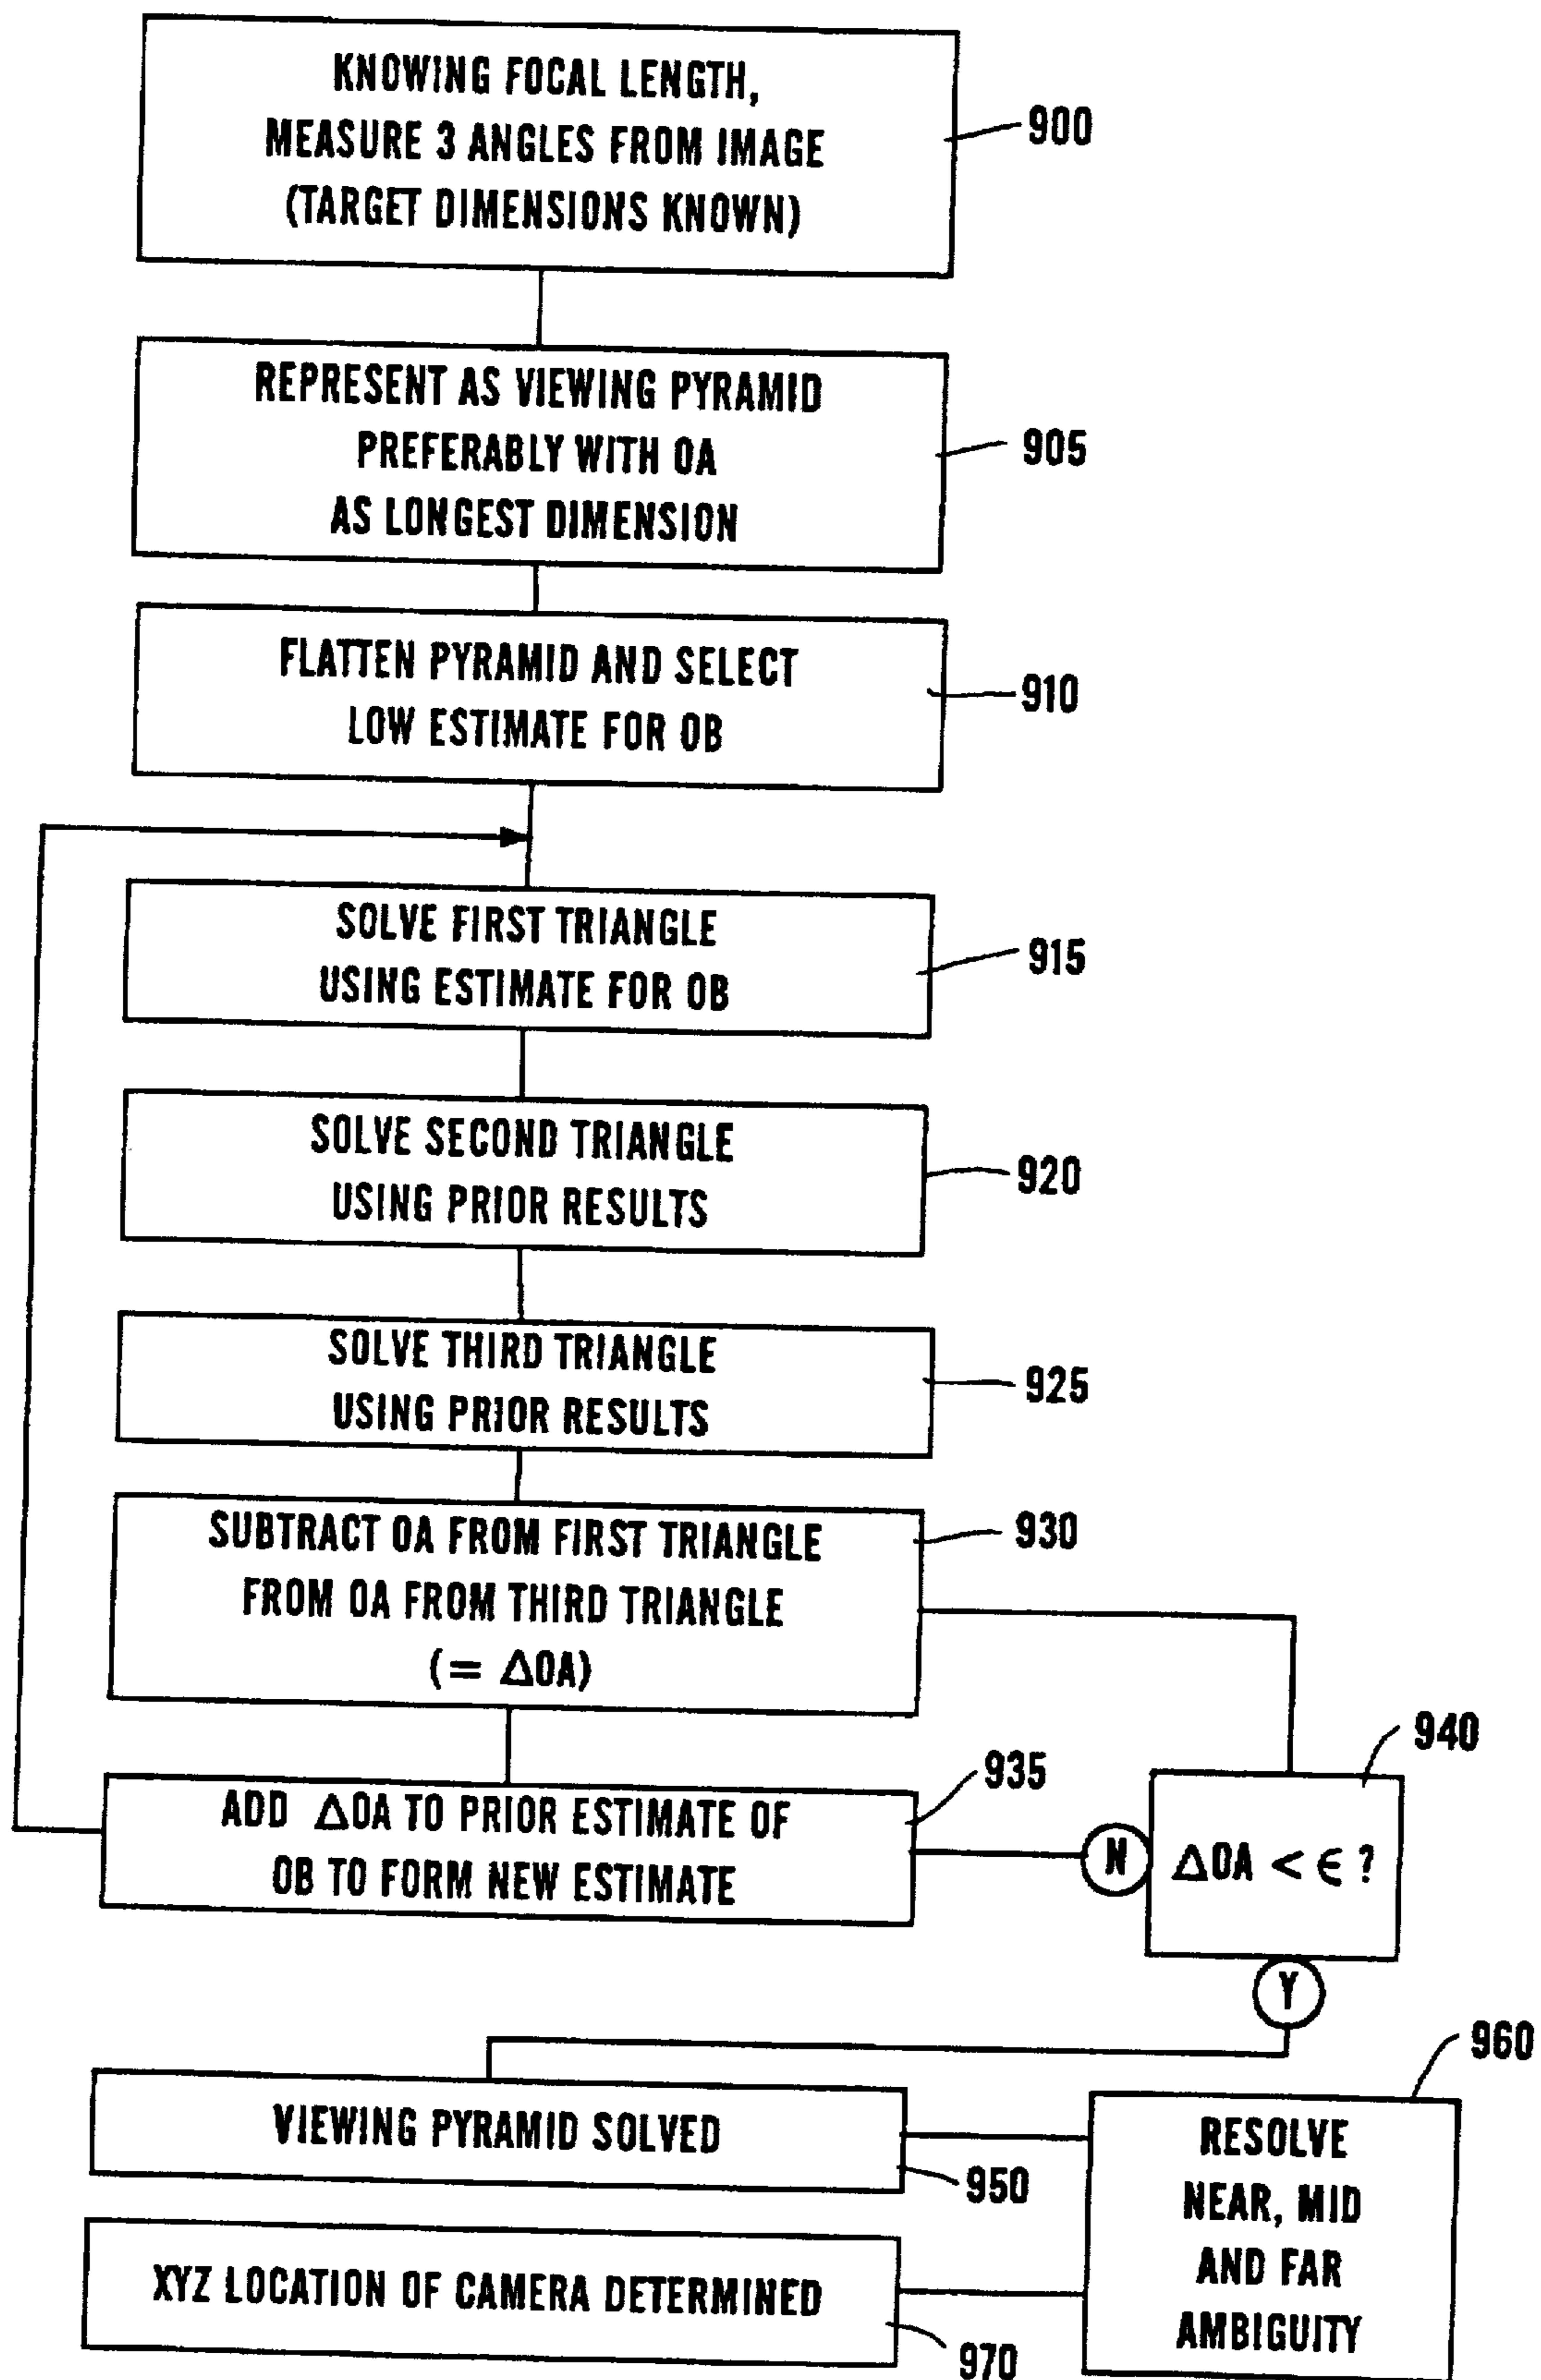 KNOWING FOCAL LENGTH,
MEASURE 3 ANGLES FROM IMAGE
(TARGET DIMENSIONS KNOWN)
900
REPRESENT AS VIEWING PYRAMID
PREFERABLY WITH OA
AS LONGEST DIMENSION
905
FLATTEN PYRAMID AND SELECT
LOW ESTIMATE FOR OB
910
SOLVE FIRST TRIANGLE
USING ESTIMATE FOR OB
915
SOLVE SECOND TRIANGLE
USING PRIOR RESULTS
920
SOLVE THIRD TRIANGLE
USING PRIOR RESULTS
925
SUBTRACT OA FROM FIRST TRIANGLE
FROM OA FROM THIRD TRIANGLE
(= ΔOA)
930
ADD ΔOA TO PRIOR ESTIMATE OF
OB TO FORM NEW ESTIMATE
935
N
ΔOA < ϵ ?
940
Y
VIEWING PYRAMID SOLVED
950
RESOLVE
NEAR, MID
AND FAR
AMBIGUITY
960
XYZ LOCATION OF CAMERA DETERMINED
970